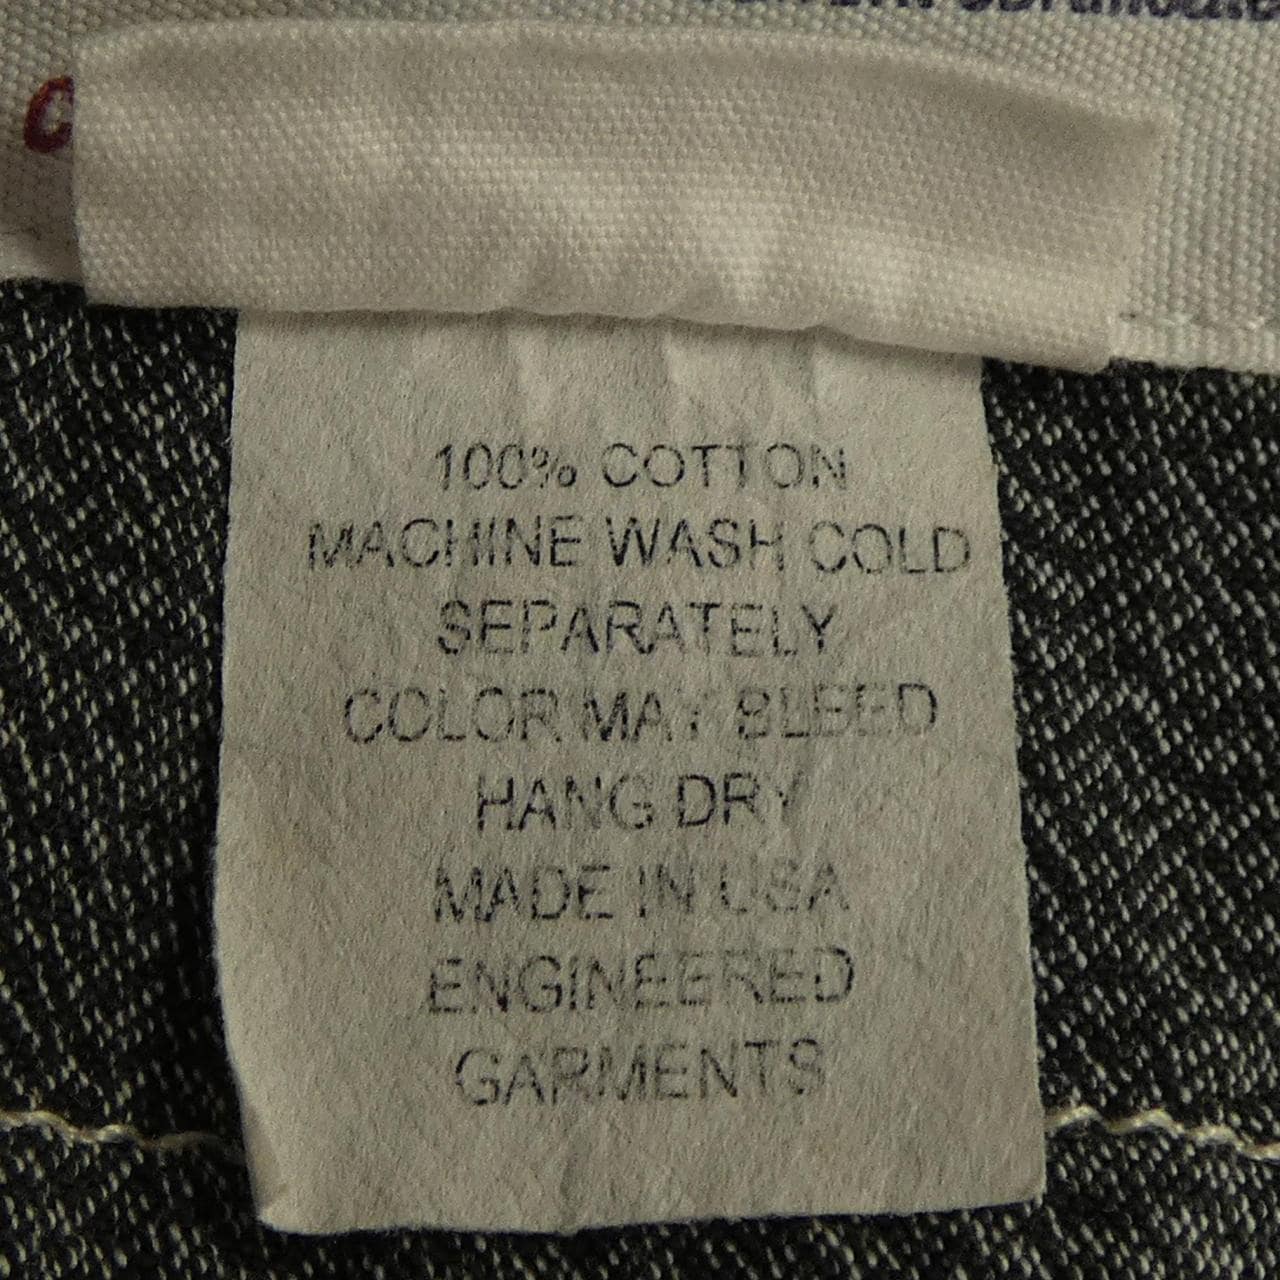 100% COTTON
MACHINE WASH COLD
SEPARATELY
COLOR MAY BLEED
HANG DRY
MADE IN USA
ENGINEERED
GARMENTS